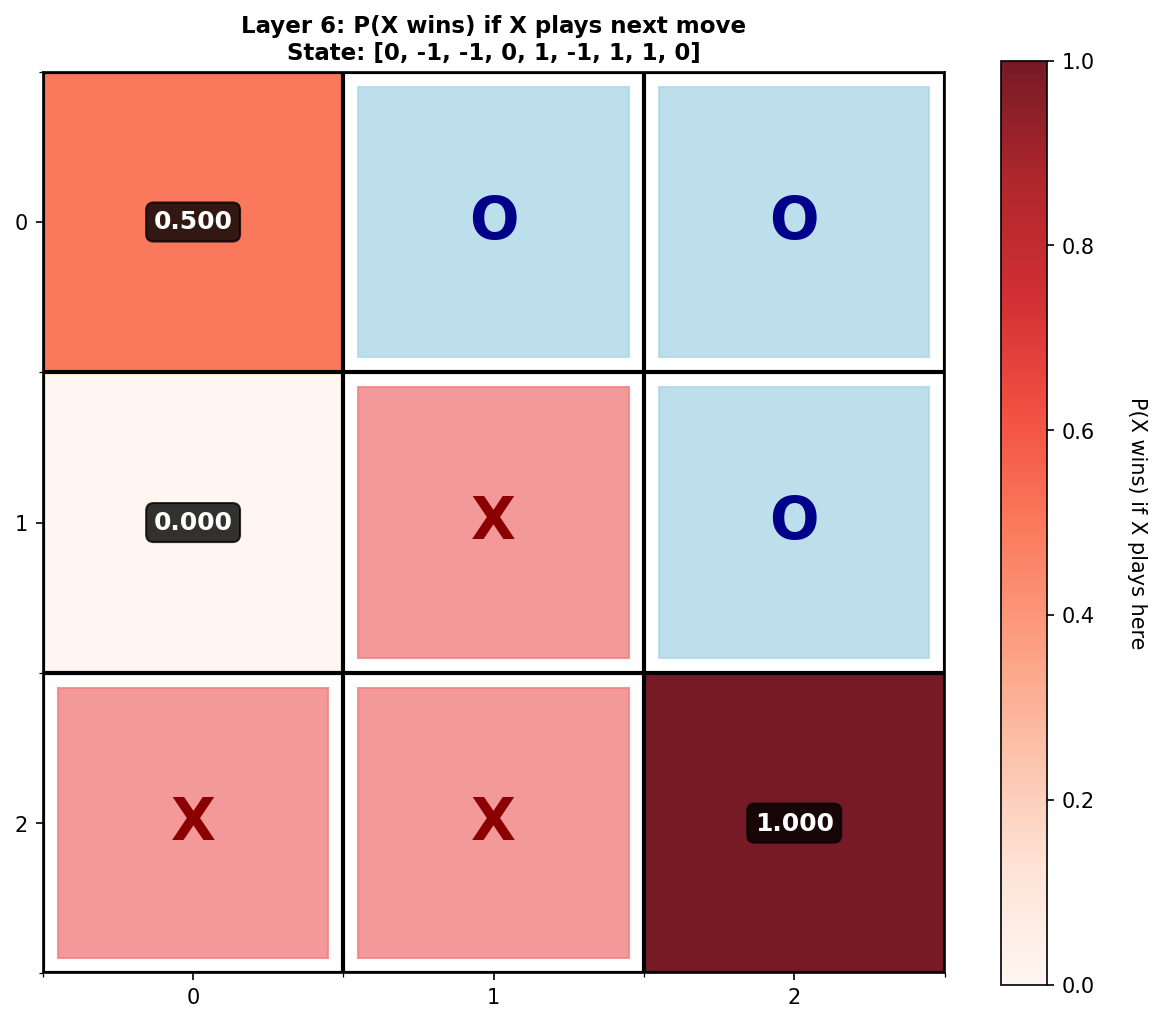 Layer 6: P(X wins) if X plays next move
State: [0, -1, -1, 0, 1, -1, 1, 1, 0]
0.500
O
O
0.000
X
O
X
X
1.000
0
1
2
0
1
2
1.0
0.8
0.6
0.4
0.2
0.0
P(X wins) if X plays here